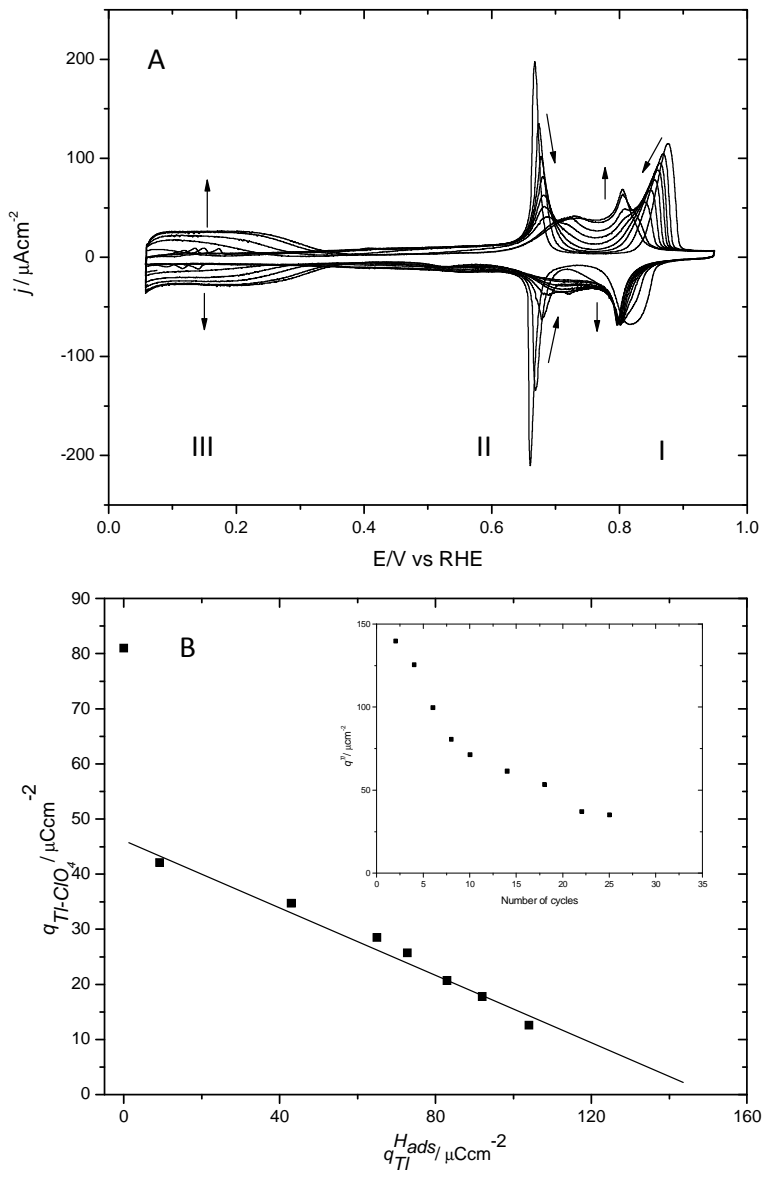 A
200
100
0
-100
-200
j / μAcm-2
III
II
I
0.0 0.2 0.4 0.6 0.8 1.0
E/V vs RHE
B
90
80
70
60
50
40
30
20
10
0
qTl-ClO4/ μCcm-2
150
100
50
0
qTl/ μcm-2
0 5 10 15 20 25 30 35
Number of cycles
0 40 80 120 160
qTlHads/ μCcm-2